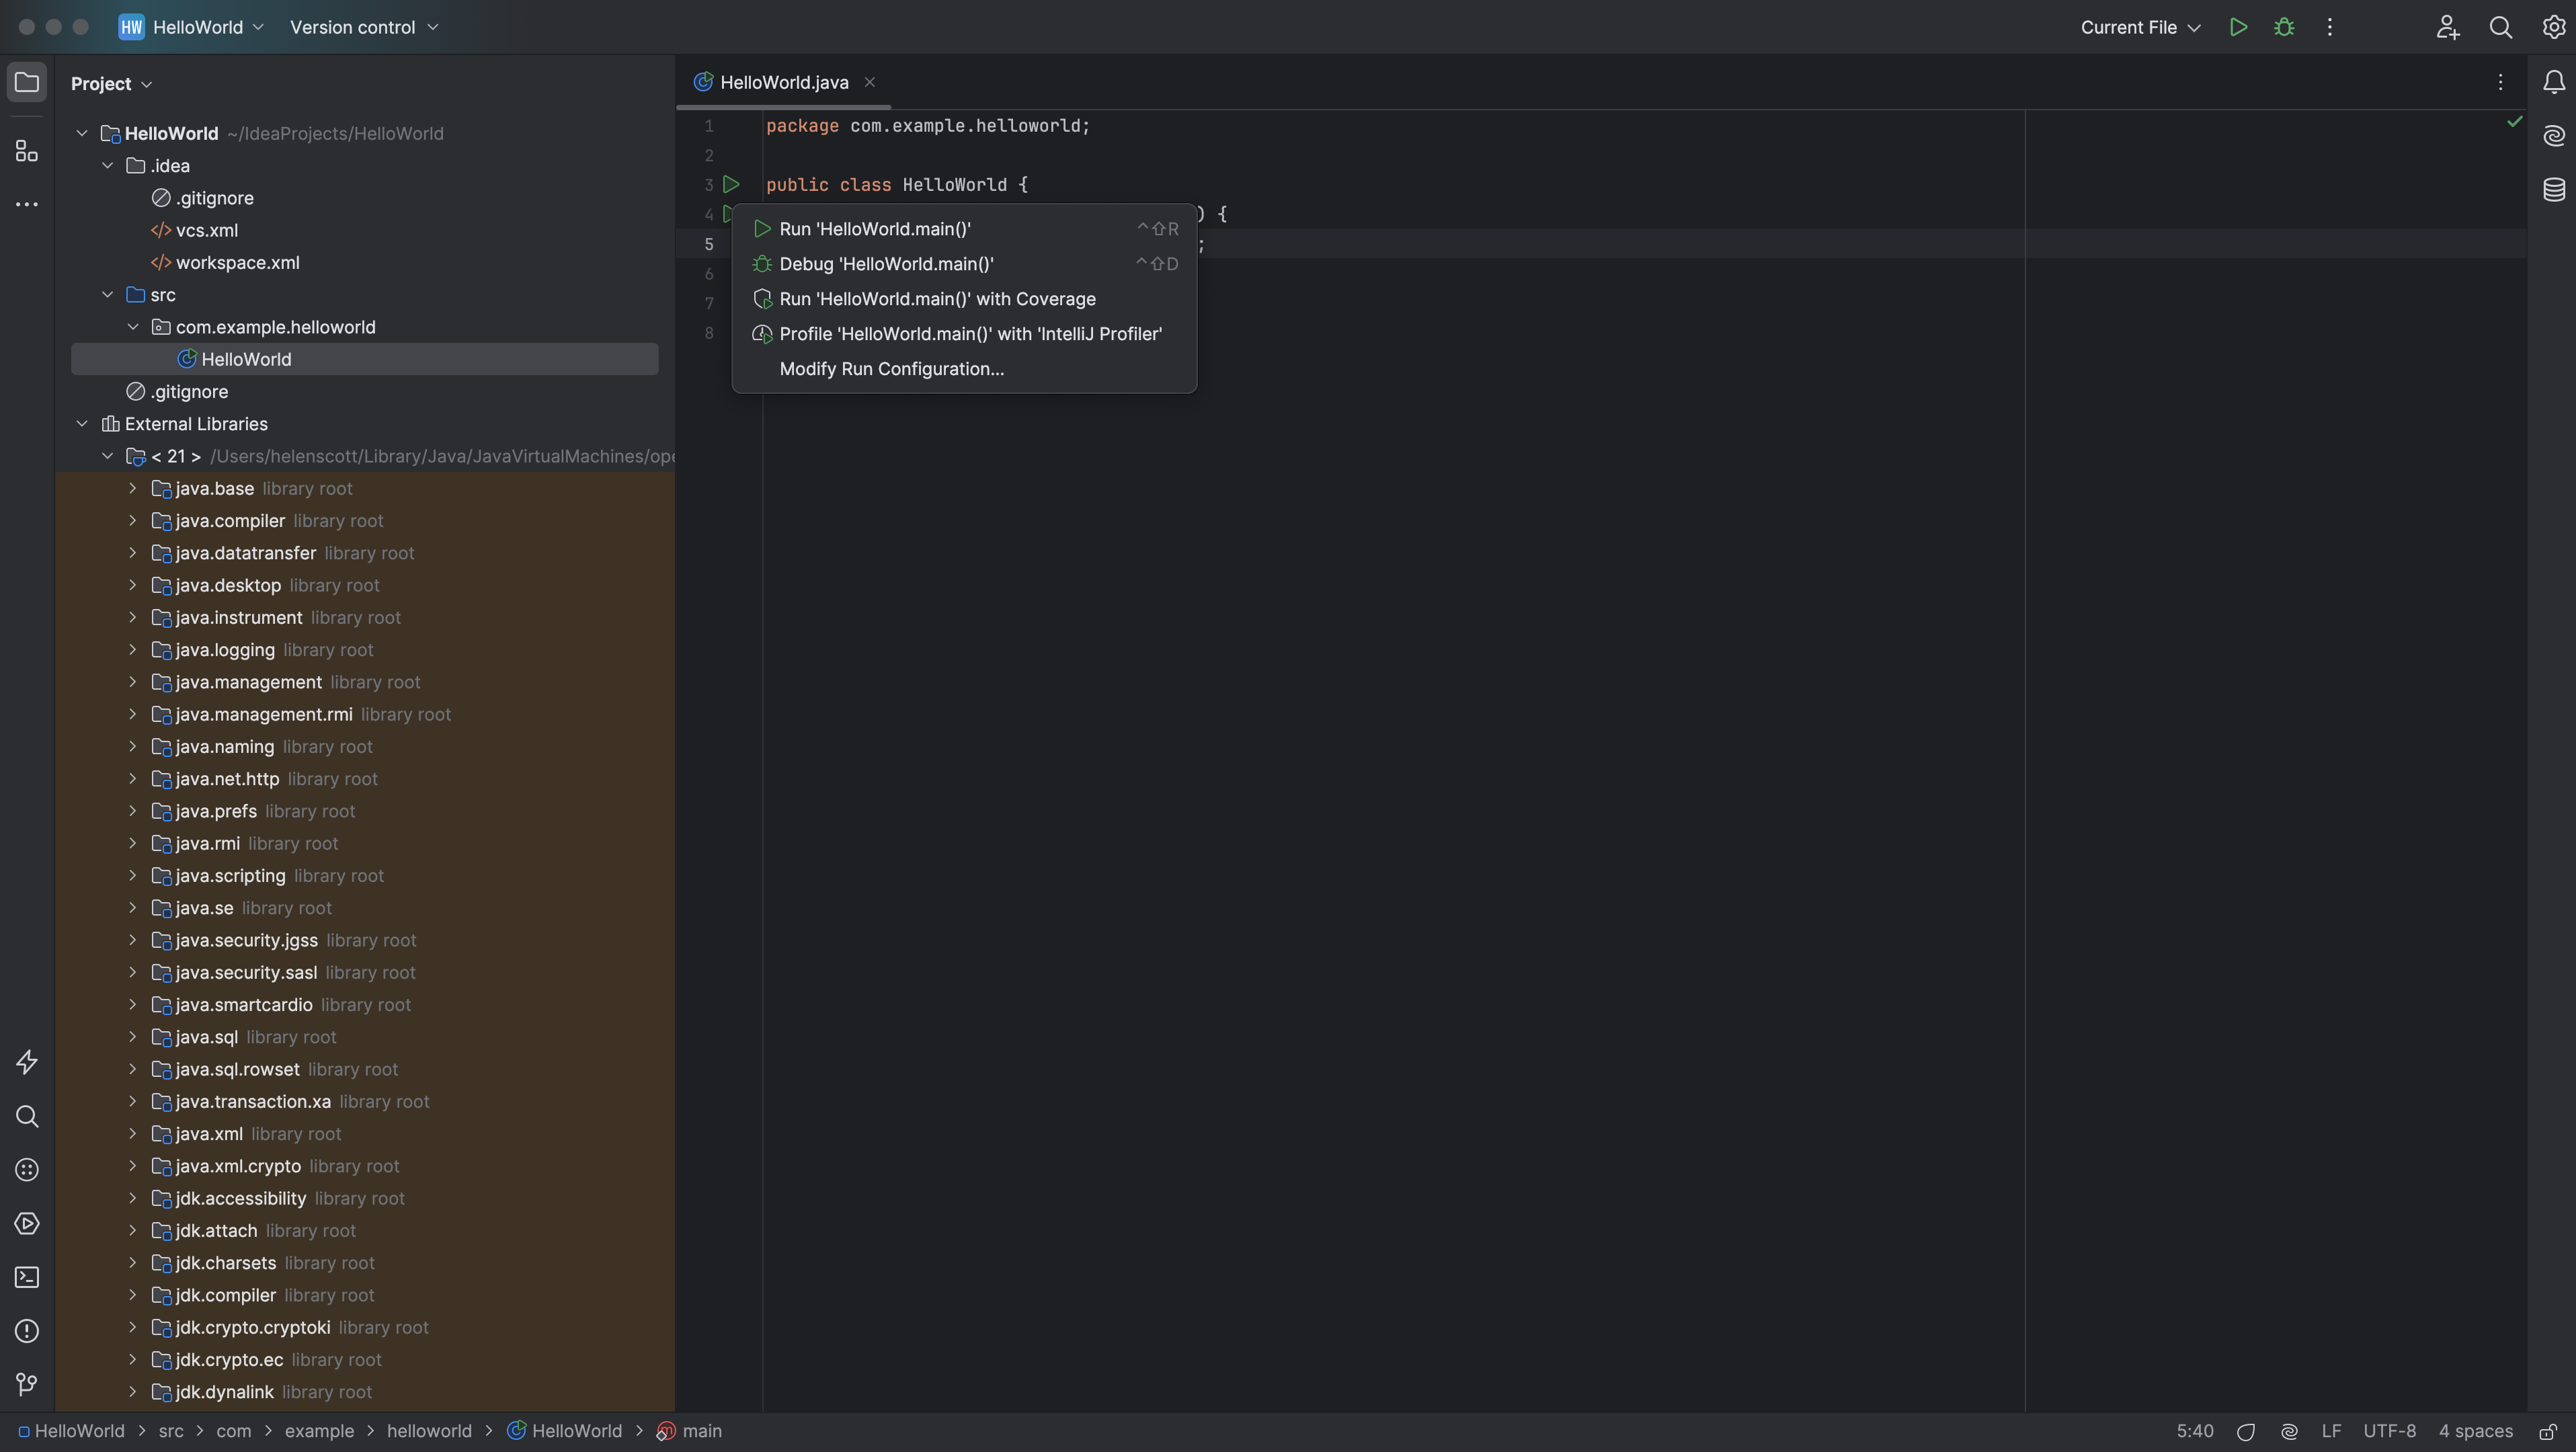 HW HelloWorld Version control Current File
Project
HelloWorld ~/IdeaProjects/HelloWorld
.idea
.gitignore
vcs.xml
workspace.xml
src
com.example.helloworld
HelloWorld
.gitignore
External Libraries
< 21 > /Users/helenscott/Library/Java/JavaVirtualMachines/ope
java.base library root
java.compiler library root
java.datatransfer library root
java.desktop library root
java.instrument library root
java.logging library root
java.management library root
java.management.rmi library root
java.naming library root
java.net.http library root
java.prefs library root
java.rmi library root
java.scripting library root
java.se library root
java.security.jgss library root
java.security.sasl library root
java.smartcardio library root
java.sql library root
java.sql.rowset library root
java.transaction.xa library root
java.xml library root
java.xml.crypto library root
jdk.accessibility library root
jdk.attach library root
jdk.charsets library root
jdk.compiler library root
jdk.crypto.cryptoki library root
jdk.crypto.ec library root
jdk.dynalink library root
HelloWorld.java
1 package com.example.helloworld;
2
3 public class HelloWorld {
4 ) {
5 ;
6
7
8
Run 'HelloWorld.main()' ⌃⇧R
Debug 'HelloWorld.main()' ⌃⇧D
Run 'HelloWorld.main()' with Coverage
Profile 'HelloWorld.main()' with 'IntelliJ Profiler'
Modify Run Configuration...
HelloWorld > src > com > example > helloworld > HelloWorld > main 5:40 LF UTF-8 4 spaces